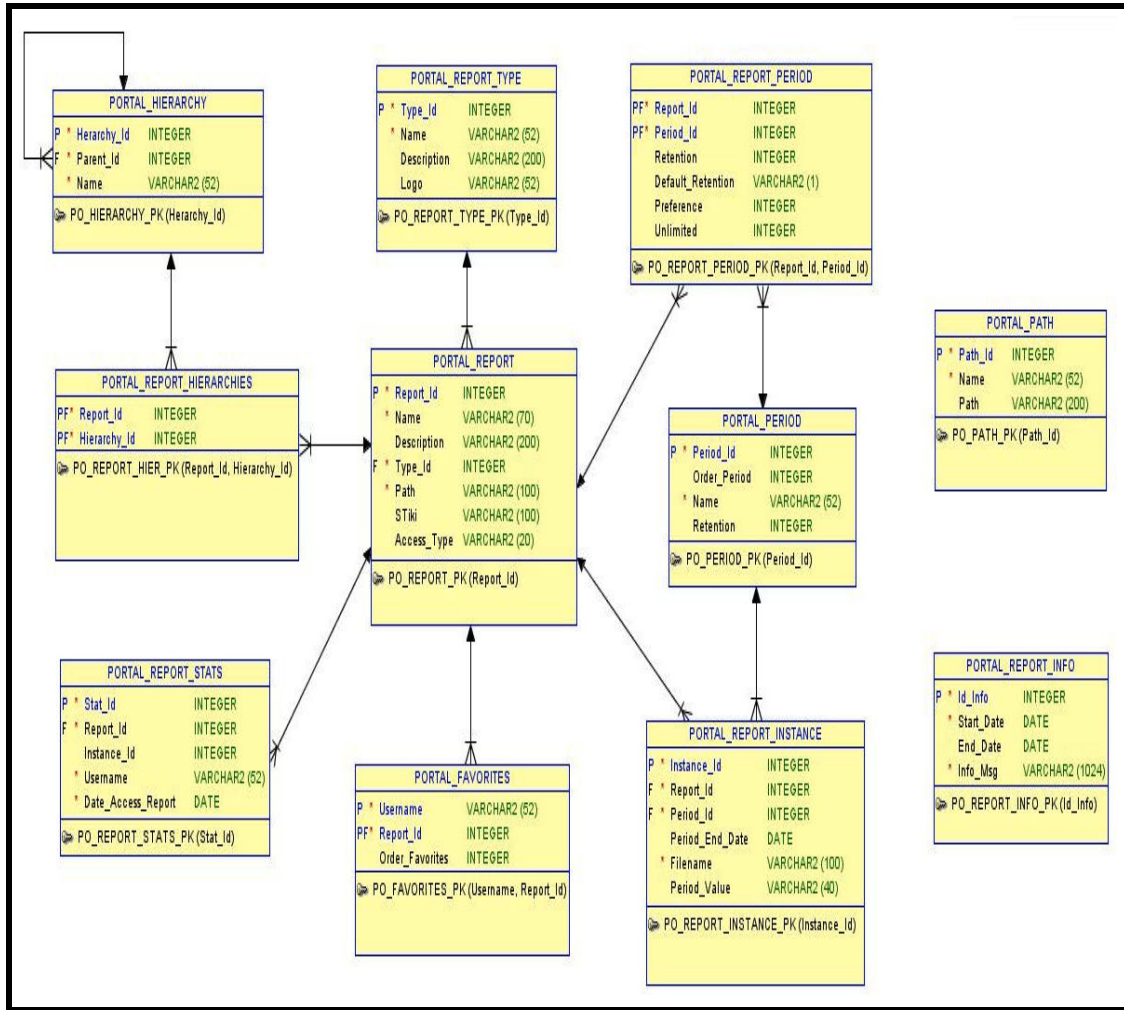 PORTAL_HIERARCHY
P * Herarchy_Id INTEGER
F * Parent_Id INTEGER
* Name VARCHAR2 (52)
PO_HIERARCHY_PK (Herarchy_Id)
PORTAL_REPORT_TYPE
P * Type_Id INTEGER
* Name VARCHAR2 (52)
Description VARCHAR2 (200)
Logo VARCHAR2 (52)
PO_REPORT_TYPE_PK (Type_Id)
PORTAL_REPORT_PERIOD
PF* Report_Id INTEGER
PF* Period_Id INTEGER
Retention INTEGER
Default_Retention VARCHAR2 (1)
Preference INTEGER
Unlimited INTEGER
PO_REPORT_PERIOD_PK (Report_Id, Period_Id)
PORTAL_PATH
P * Path_Id INTEGER
* Name VARCHAR2 (52)
Path VARCHAR2 (200)
PO_PATH_PK (Path_Id)
PORTAL_REPORT_HIERARCHIES
PF* Report_Id INTEGER
PF* Hierarchy_Id INTEGER
PO_REPORT_HIER_PK (Report_Id, Hierarchy_Id)
PORTAL_REPORT
P * Report_Id INTEGER
* Name VARCHAR2 (70)
Description VARCHAR2 (200)
F * Type_Id INTEGER
* Path VARCHAR2 (100)
STiki VARCHAR2 (100)
Access_Type VARCHAR2 (20)
PO_REPORT_PK (Report_Id)
PORTAL_PERIOD
P * Period_Id INTEGER
Order_Period INTEGER
* Name VARCHAR2 (52)
Retention INTEGER
PO_PERIOD_PK (Period_Id)
PORTAL_REPORT_STATS
P * Stat_Id INTEGER
F * Report_Id INTEGER
Instance_Id INTEGER
* Username VARCHAR2 (52)
* Date_Access_Report DATE
PO_REPORT_STATS_PK (Stat_Id)
PORTAL_FAVORITES
P * Username VARCHAR2 (52)
PF* Report_Id INTEGER
Order_Favorites INTEGER
PO_FAVORITES_PK (Username, Report_Id)
PORTAL_REPORT_INSTANCE
P * Instance_Id INTEGER
F * Report_Id INTEGER
F * Period_Id INTEGER
Period_End_Date DATE
* Filename VARCHAR2 (100)
Period_Value VARCHAR2 (40)
PO_REPORT_INSTANCE_PK (Instance_Id)
PORTAL_REPORT_INFO
P * Id_Info INTEGER
* Start_Date DATE
End_Date DATE
* Info_Msg VARCHAR2 (1024)
PO_REPORT_INFO_PK (Id_Info)